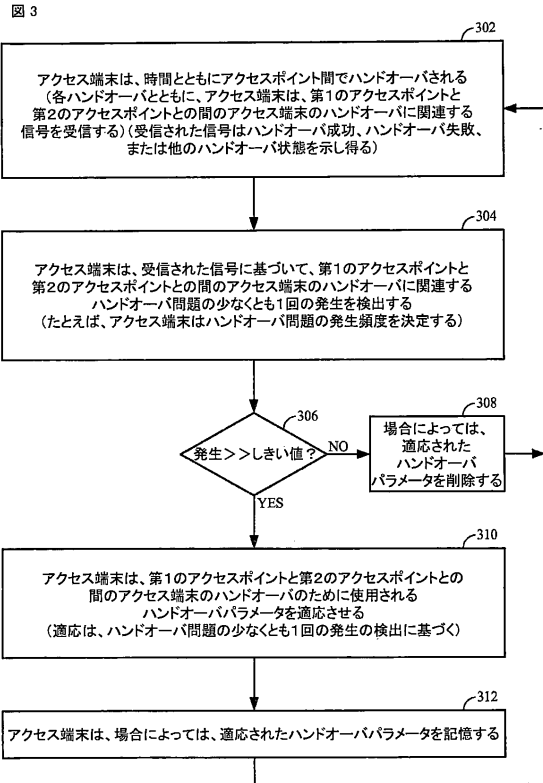 図3
302
アクセス端末は、時間とともにアクセスポイント間でハンドオーバされる
(各ハンドオーバとともに、アクセス端末は、第1のアクセスポイントと
第2のアクセスポイントとの間のアクセス端末のハンドオーバに関連する
信号を受信する)(受信された信号はハンドオーバ成功、ハンドオーバ失敗、
または他のハンドオーバ状態を示し得る)
304
アクセス端末は、受信された信号に基づいて、第1のアクセスポイントと
第2のアクセスポイントとの間のアクセス端末のハンドオーバに関連する
ハンドオーバ問題の少なくとも1回の発生を検出する
(たとえば、アクセス端末はハンドオーバ問題の発生頻度を決定する)
306
発生>>しきい値?
NO
YES
308
場合によっては、
適応された
ハンドオーバ
パラメータを削除する
310
アクセス端末は、第1のアクセスポイントと第2のアクセスポイントとの
間のアクセス端末のハンドオーバのために使用される
ハンドオーバパラメータを適応させる
(適応は、ハンドオーバ問題の少なくとも1回の発生の検出に基づく)
312
アクセス端末は、場合によっては、適応されたハンドオーバパラメータを記憶する